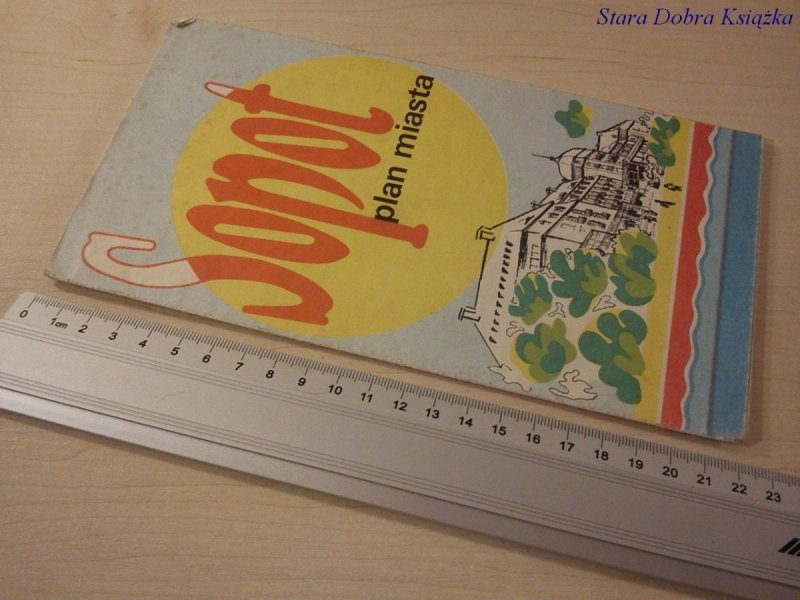 Stara Dobra Książka
Sopot
plan miasta
0 1cm 2 3 4 5 6 7 8 9 10 11 12 13 14 15 16 17 18 19 20 21 22 23